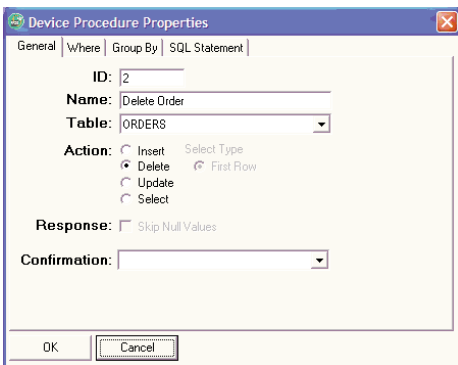 Device Procedure Properties
General Where Group By SQL Statement
ID: 2
Name: Delete Order
Table: ORDERS
Action: Insert Select Type
Delete First Row
Update
Select
Response: Skip Null Values
Confirmation:
OK Cancel